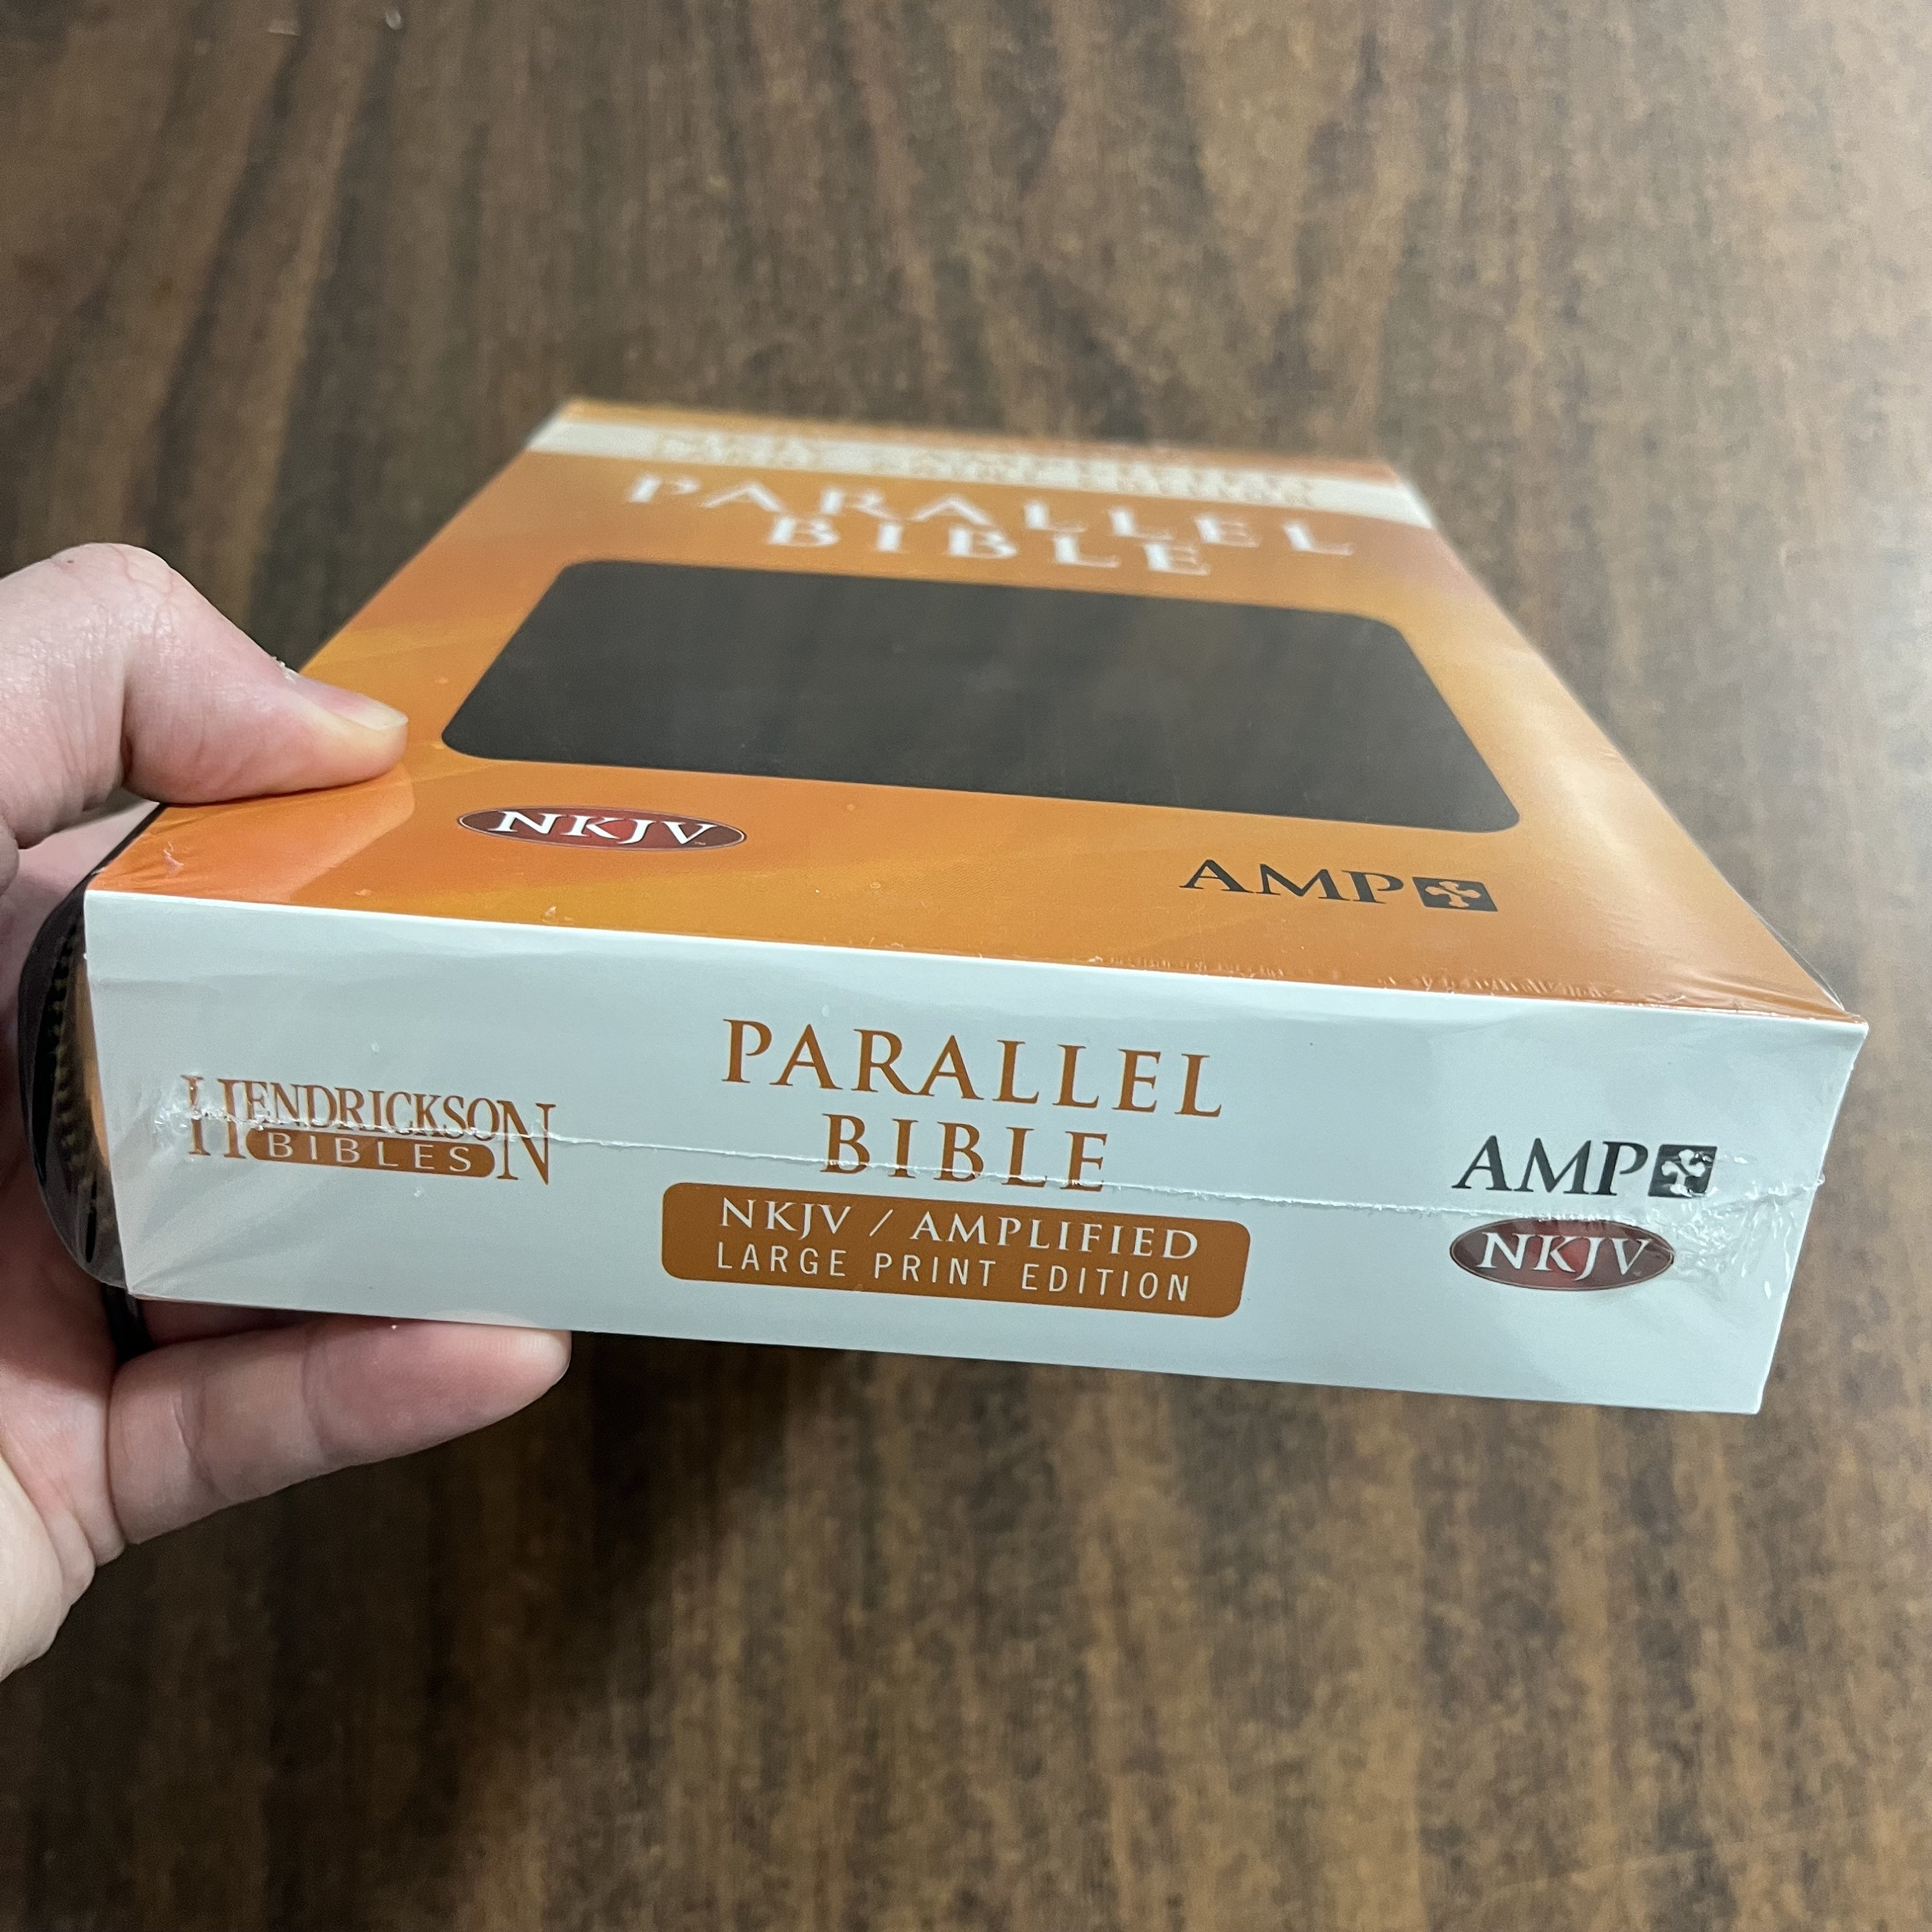 PARALLEL
BIBLE
NKJV
AMP
HENDRICKSON
BIBLES
PARALLEL
BIBLE
NKJV / AMPLIFIED
LARGE PRINT EDITION
AMP
NKJV